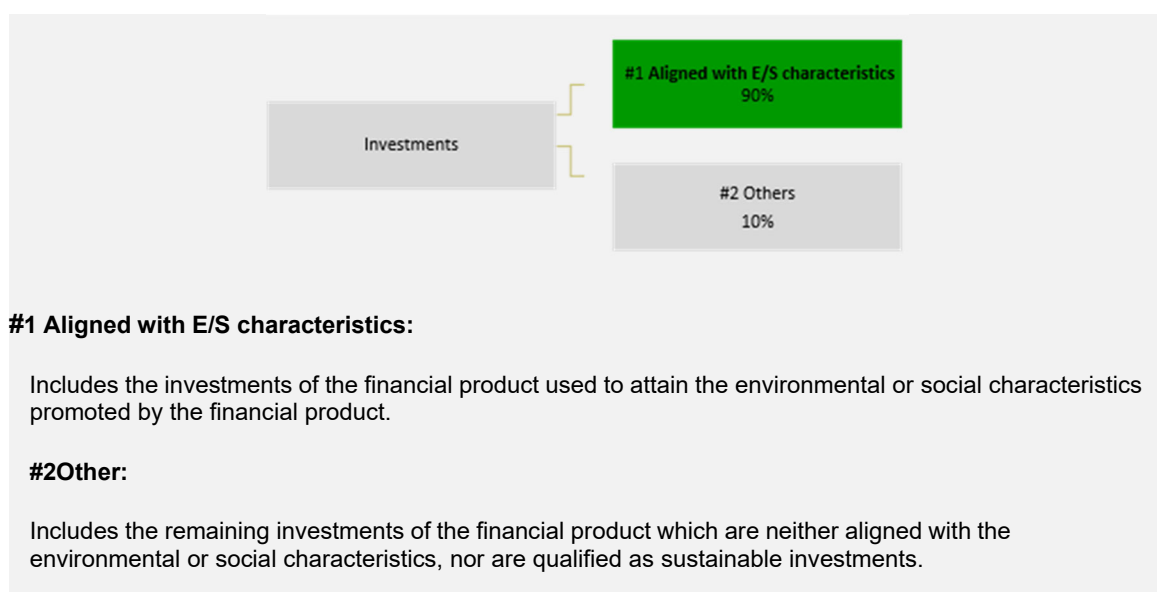 #1 Aligned with E/S characteristics
90%
Investments
#2 Others
10%
#1 Aligned with E/S characteristics:
Includes the investments of the financial product used to attain the environmental or social characteristics
promoted by the financial product.
#2Other:
Includes the remaining investments of the financial product which are neither aligned with the
environmental or social characteristics, nor are qualified as sustainable investments.